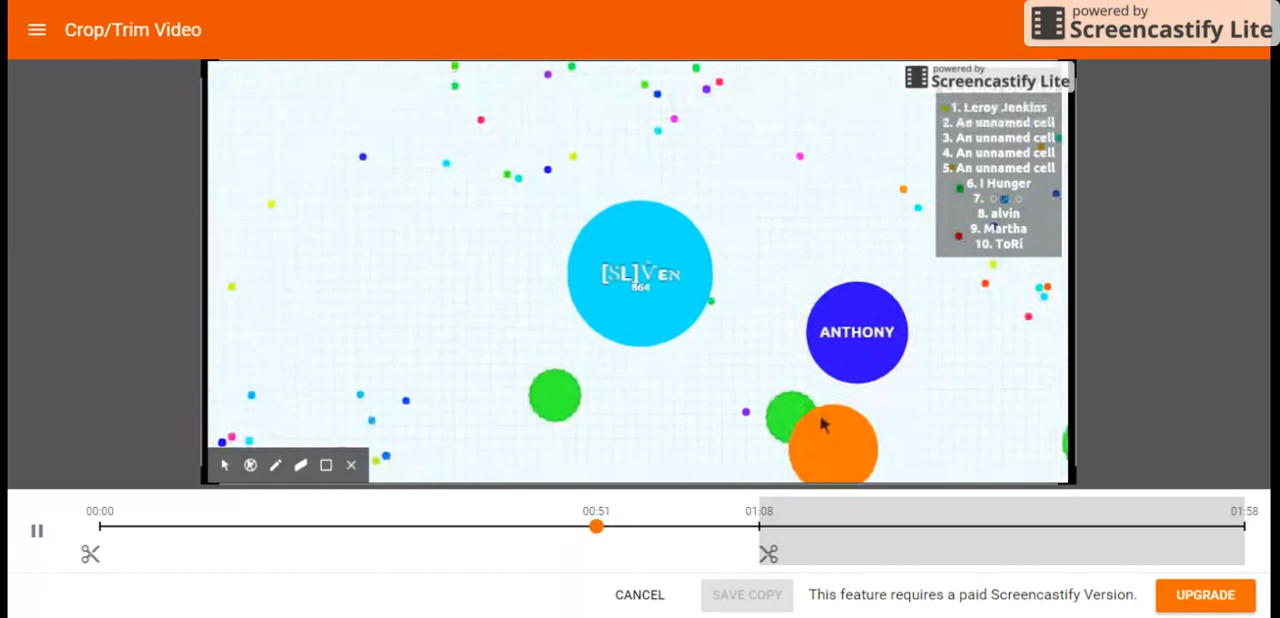 Crop/Trim Video
powered by
Screencastify Lite
powered by
Screencastify Lite
1. Leroy Jenkins
2. An unnamed cell
3. An unnamed cell
4. An unnamed cell
5. An unnamed cell
6. I Hunger
7.
8. alvin
9. Martha
10. ToRi
[SL]Ven
864
ANTHONY
00:00
00:51
01:08
01:58
CANCEL
SAVE COPY
This feature requires a paid Screencastify Version.
UPGRADE